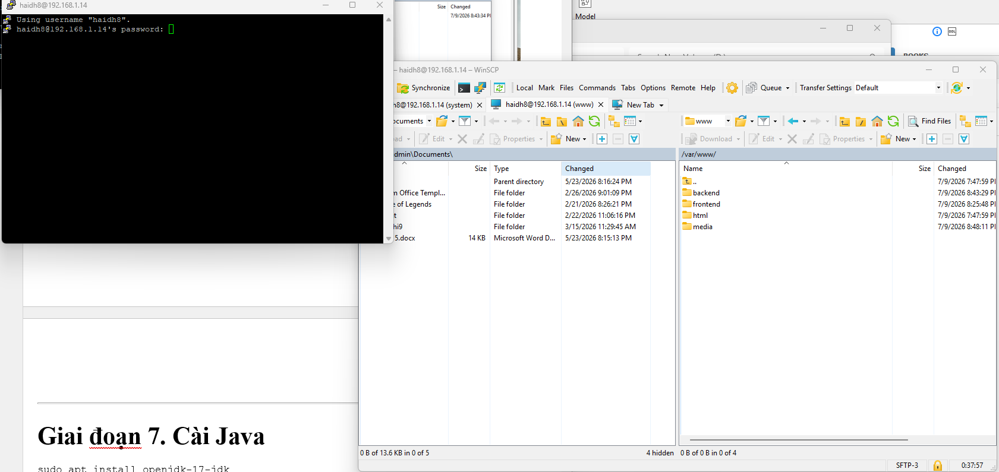 haidh8@192.168.1.14
Using username "haidh8".
haidh8@192.168.1.14's password:
Size Changed
7/9/2026 8:43:34 PM
Model
BOOKS
– haidh8@192.168.1.14 – WinSCP
Synchronize Local Mark Files Commands Tabs Options Remote Help Queue Transfer Settings Default
h8@192.168.1.14 (system) haidh8@192.168.1.14 (www) New Tab
ocuments www Find Files
ad Edit Properties New Download Edit Properties New
dmin\Documents\ /var/www/
Size Type Changed
Parent directory 5/23/2026 8:16:24 PM
m Office Templ... File folder 2/26/2026 9:01:09 PM
e of Legends File folder 2/21/2026 8:26:21 PM
t File folder 2/22/2026 11:06:16 PM
hi9 File folder 3/15/2026 11:29:45 AM
5.docx 14 KB Microsoft Word D... 5/23/2026 8:15:13 PM
Name Size Changed
.. 7/9/2026 7:47:59 P
backend 7/9/2026 8:43:29 P
frontend 7/9/2026 8:25:48 P
html 7/9/2026 7:47:59 P
media 7/9/2026 8:48:11 P
0 B of 13.6 KB in 0 of 5 4 hidden 0 B of 0 B in 0 of 4
SFTP-3 0:37:57
Giai đoạn 7. Cài Java
sudo apt install openjdk-17-jdk